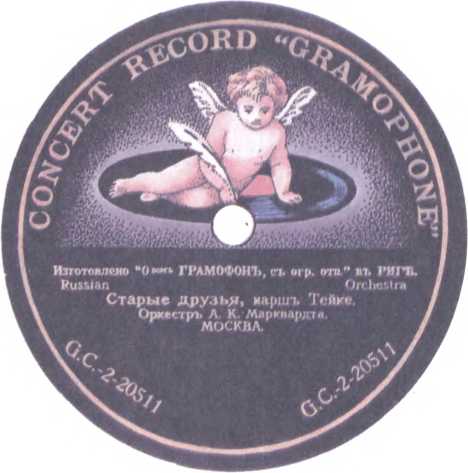 CONCERT RECORD "GRAMOPHONE"
Изготовлено "О-вомъ ГРАМОФОНЪ, съ огр. отв." въ РИГѢ.
Russian Orchestra
Старые друзья, маршъ Тейке.
Оркестръ А. К. Марквардта.
МОСКВА.
G.C.-2-20511
G.C.-2-20511